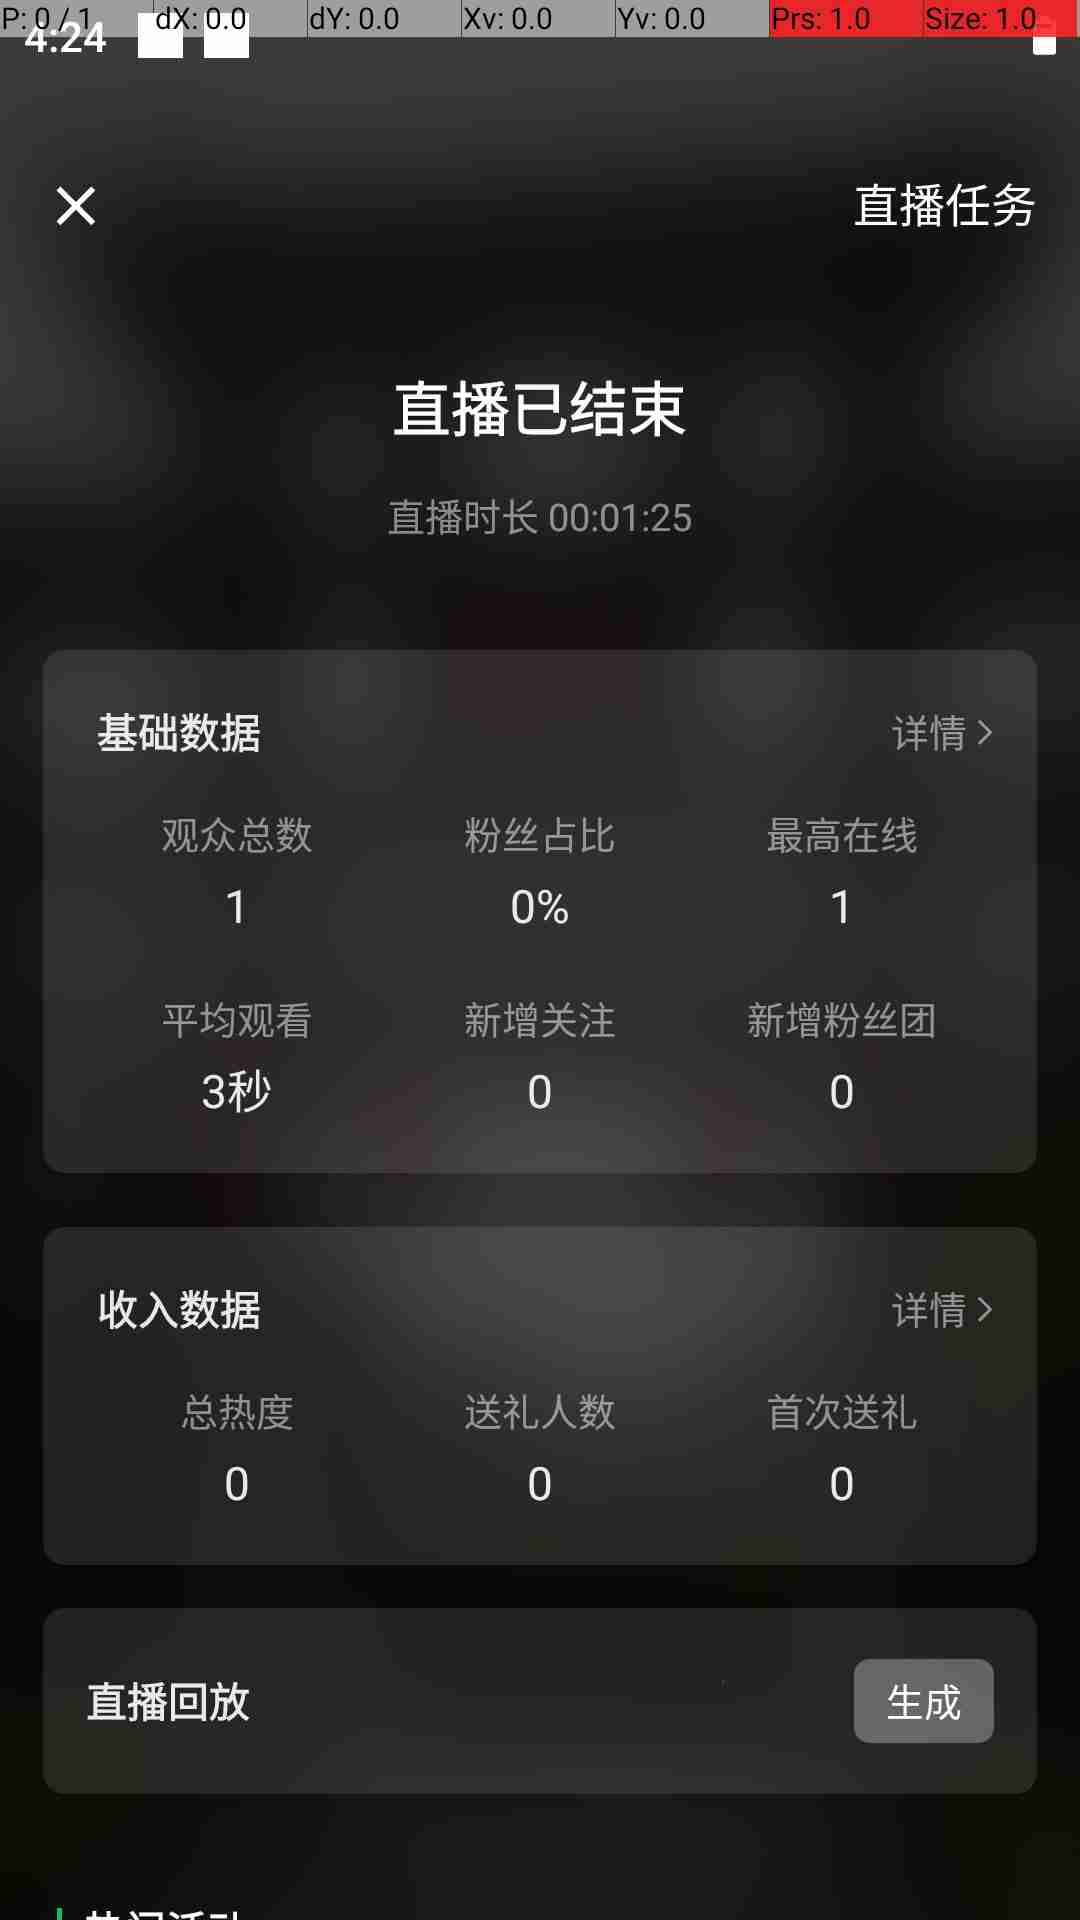 P: 0 / 1 dX: 0.0 dY: 0.0 Xv: 0.0 Yv: 0.0 Prs: 1.0 Size: 1.0
4:24
直播任务
直播已结束
直播时长 00:01:25
基础数据 详情
观众总数 粉丝占比 最高在线
1 0% 1
平均观看 新增关注 新增粉丝团
3秒 0 0
收入数据 详情
总热度 送礼人数 首次送礼
0 0 0
直播回放 生成